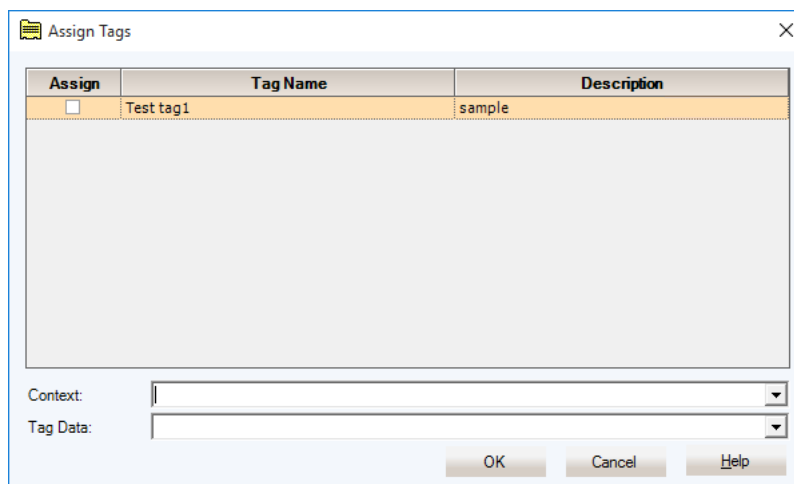 Assign Tags
Assign Tag Name Description
Test tag1 sample
Context:
Tag Data:
OK Cancel Help